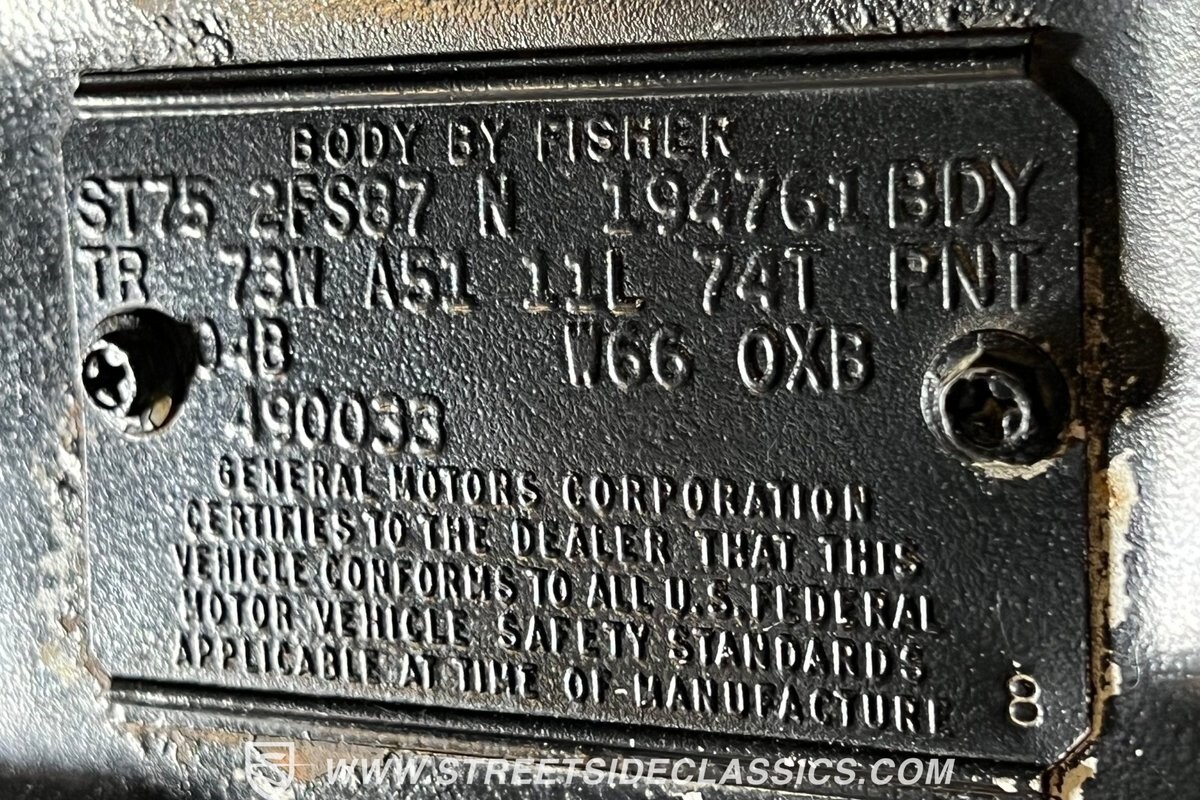 BODY BY FISHER
ST75 2FS87 N 194761 BDY
TR 73W A51 11L 74T PNT
04B W66 OXB
490033
GENERAL MOTORS CORPORATION
CERTIFIES TO THE DEALER THAT THIS
VEHICLE CONFORMS TO ALL U.S. FEDERAL
MOTOR VEHICLE SAFETY STANDARDS
APPLICABLE AT TIME OF MANUFACTURE
8
WWW.STREETSIDECLASSICS.COM